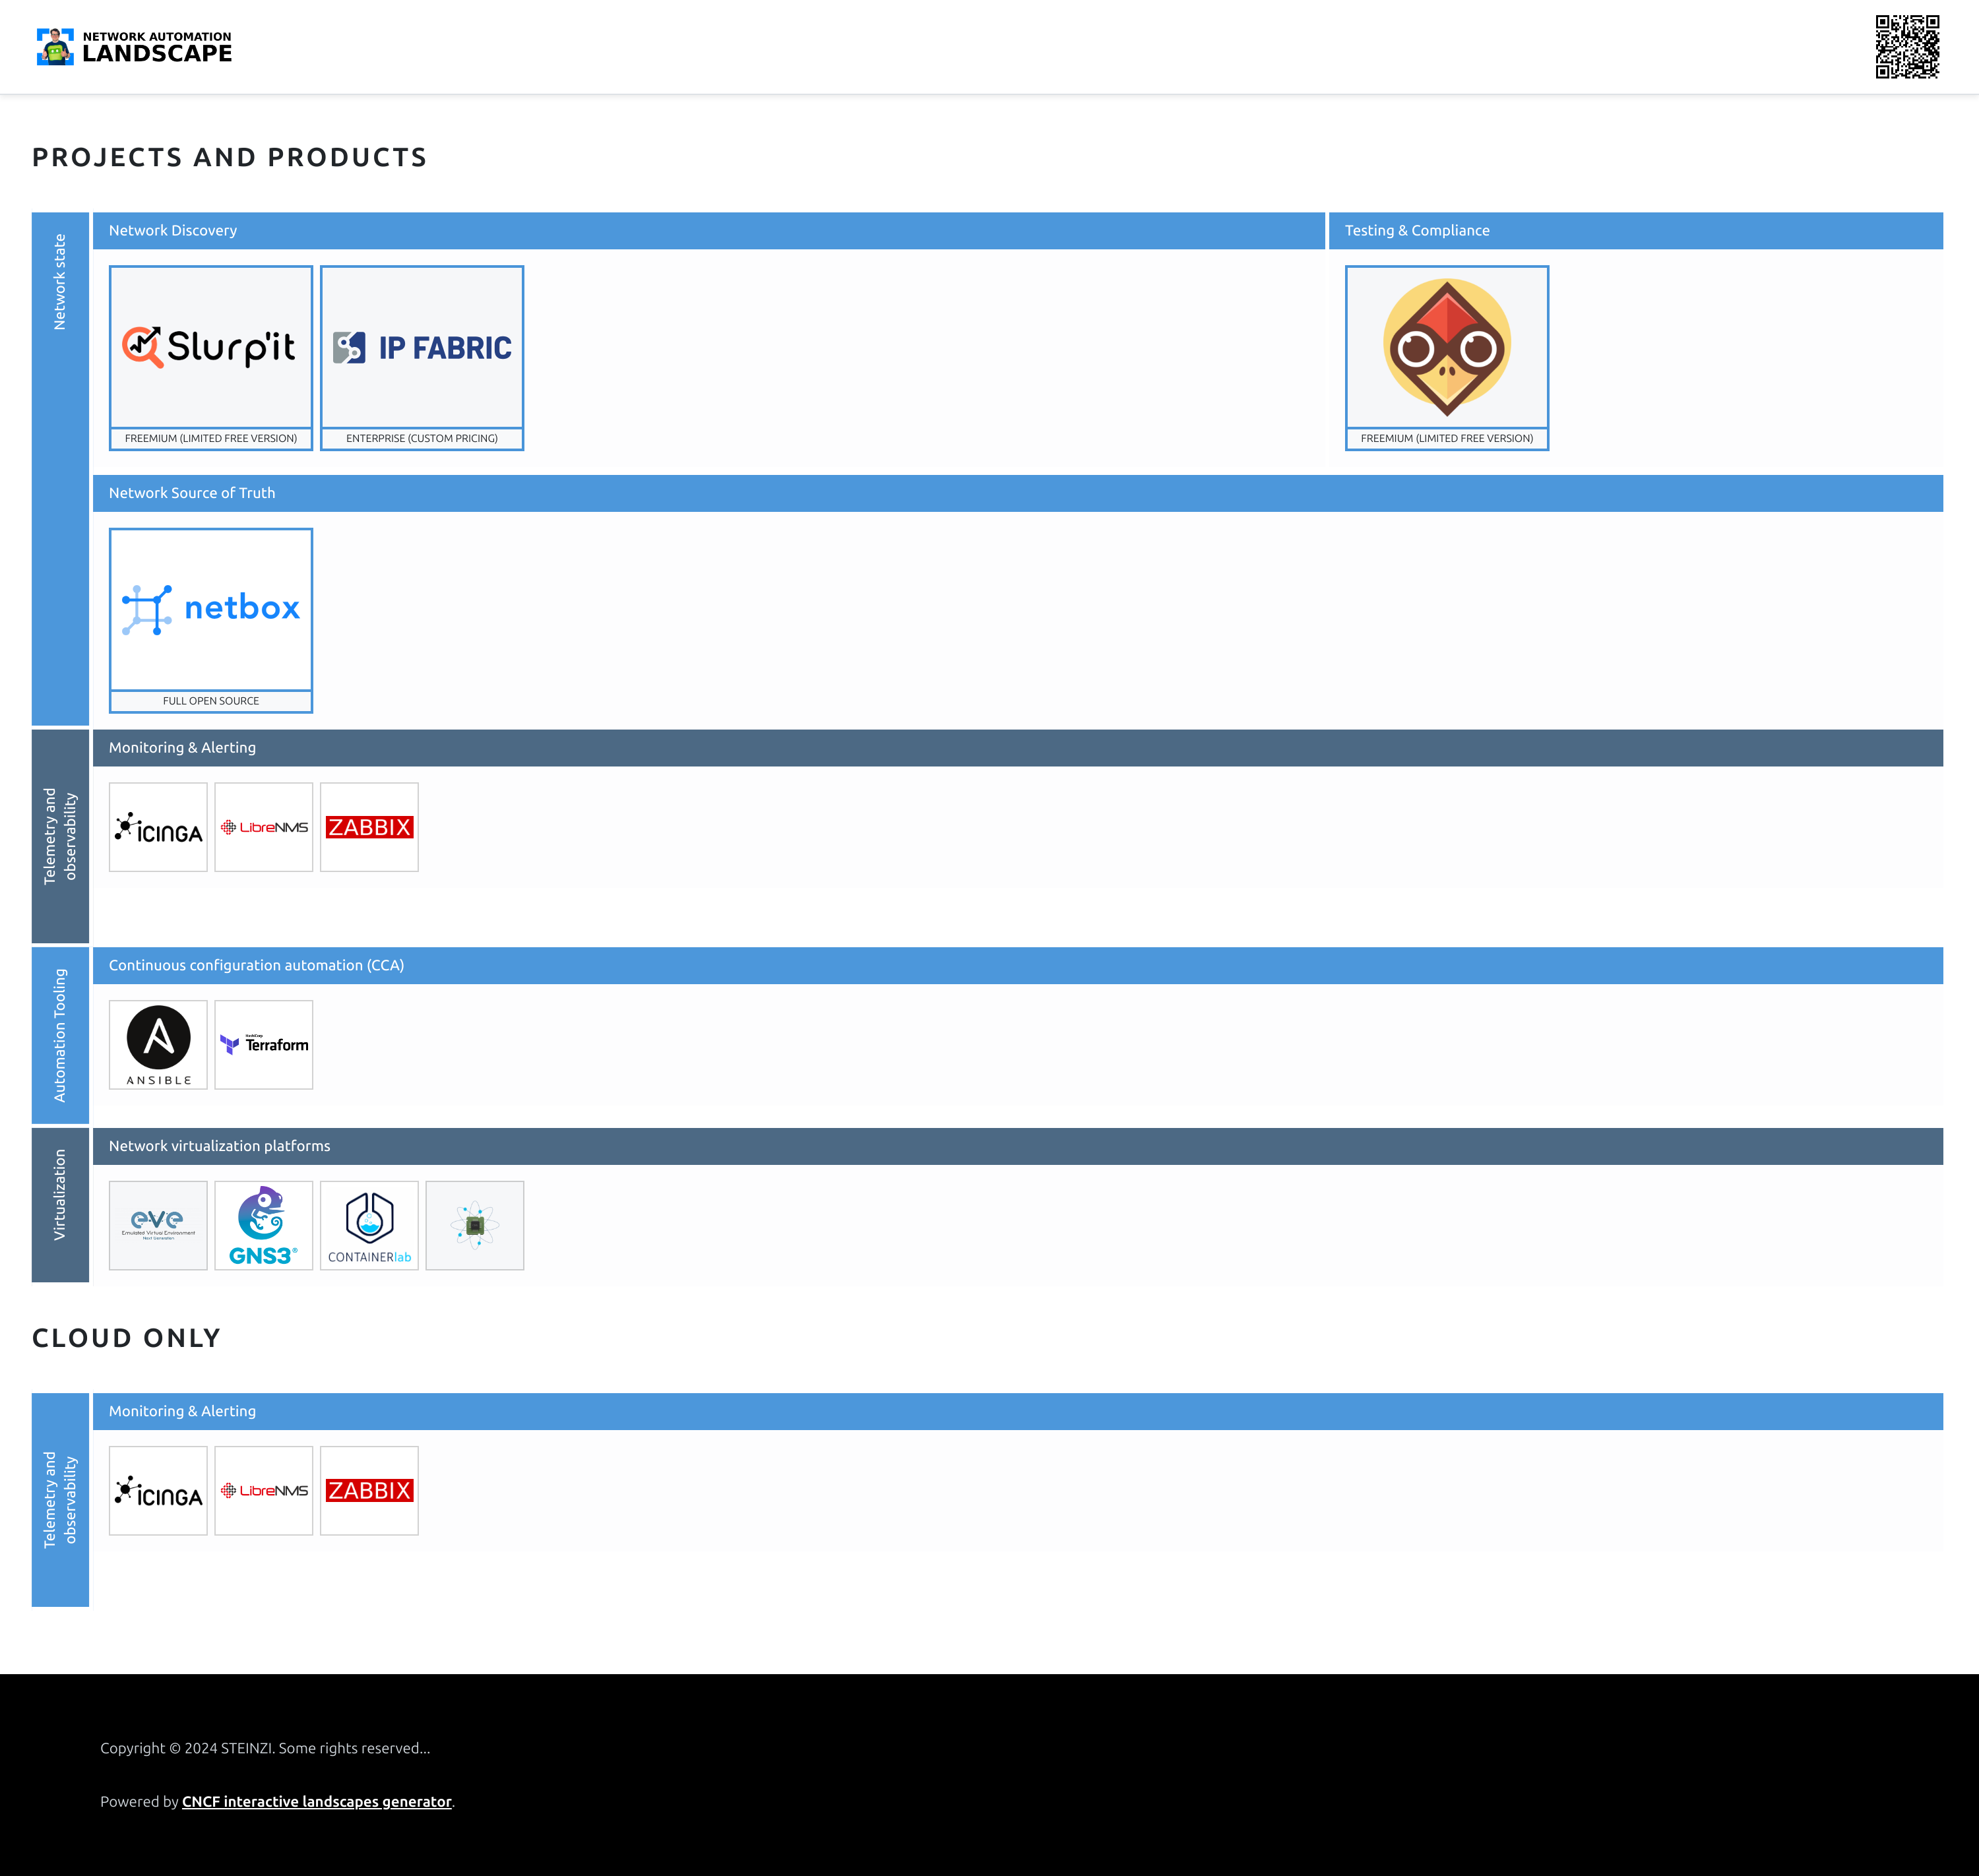 NETWORK AUTOMATION
LANDSCAPE
PROJECTS AND PRODUCTS
Network state
Network Discovery
Testing & Compliance
Slurp'it
IP FABRIC
FREEMIUM (LIMITED FREE VERSION)
ENTERPRISE (CUSTOM PRICING)
FREEMIUM (LIMITED FREE VERSION)
Network Source of Truth
netbox
FULL OPEN SOURCE
Telemetry and
observability
Monitoring & Alerting
ICINGA
LibreNMS
ZABBIX
Automation Tooling
Continuous configuration automation (CCA)
ANSIBLE
HashiCorp
Terraform
Virtualization
Network virtualization platforms
eve
Emulated Virtual Environment
Next Generation
GNS3®
CONTAINERlab
CLOUD ONLY
Telemetry and
observability
Monitoring & Alerting
ICINGA
LibreNMS
ZABBIX
Copyright © 2024 STEINZI. Some rights reserved...
Powered by CNCF interactive landscapes generator.